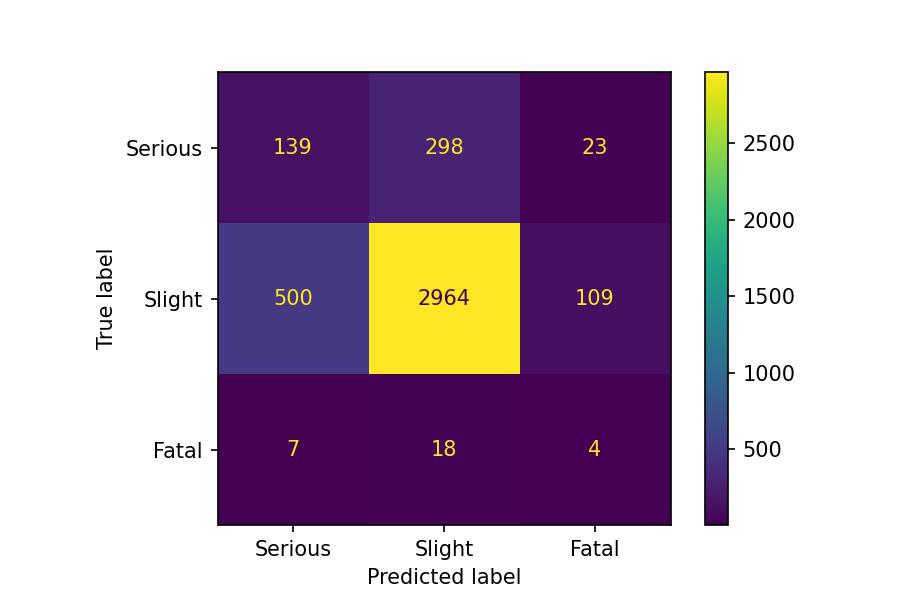 Serious 139 298 23
Slight 500 2964 109
Fatal 7 18 4
Serious Slight Fatal
Predicted label
True label
2500
2000
1500
1000
500